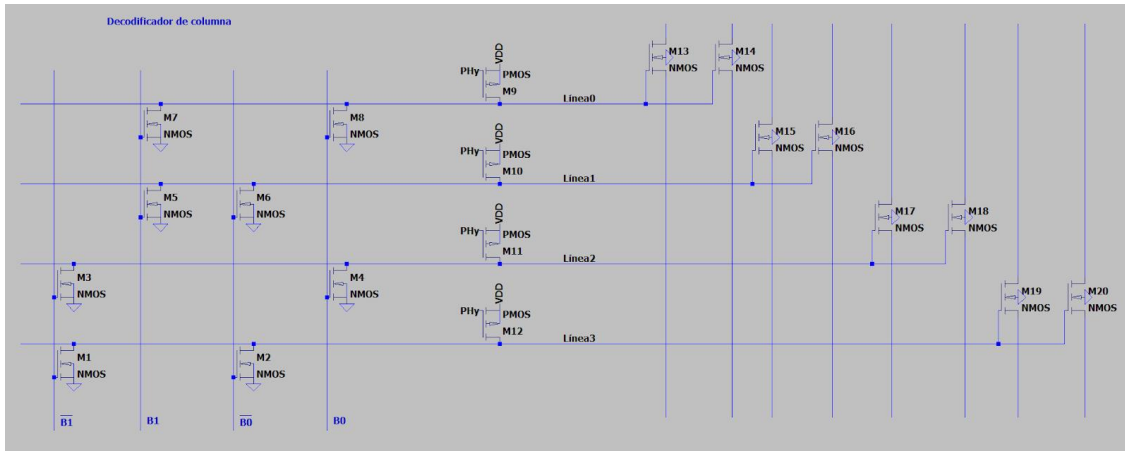 Decodificador de columna
VDD
PHy PMOS
M9
M13
NMOS
M14
NMOS
Linea0
M7
NMOS
M8
NMOS
VDD
PHy PMOS
M10
M15
NMOS
M16
NMOS
Linea1
M5
NMOS
M6
NMOS
VDD
PHy PMOS
M11
M17
NMOS
M18
NMOS
Linea2
M3
NMOS
M4
NMOS
VDD
PHy PMOS
M12
M19
NMOS
M20
NMOS
Linea3
M1
NMOS
M2
NMOS
B̅1̅ B1 B̅0̅ B0